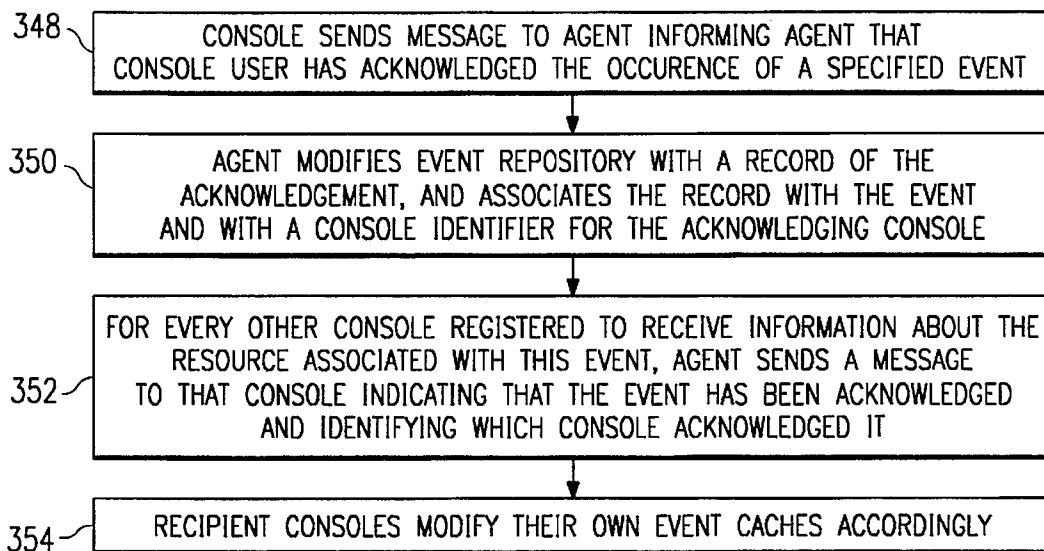 348
CONSOLE SENDS MESSAGE TO AGENT INFORMING AGENT THAT
CONSOLE USER HAS ACKNOWLEDGED THE OCCURENCE OF A SPECIFIED EVENT
350
AGENT MODIFIES EVENT REPOSITORY WITH A RECORD OF THE
ACKNOWLEDGEMENT, AND ASSOCIATES THE RECORD WITH THE EVENT
AND WITH A CONSOLE IDENTIFIER FOR THE ACKNOWLEDGING CONSOLE
352
FOR EVERY OTHER CONSOLE REGISTERED TO RECEIVE INFORMATION ABOUT THE
RESOURCE ASSOCIATED WITH THIS EVENT, AGENT SENDS A MESSAGE
TO THAT CONSOLE INDICATING THAT THE EVENT HAS BEEN ACKNOWLEDGED
AND IDENTIFYING WHICH CONSOLE ACKNOWLEDGED IT
354
RECIPIENT CONSOLES MODIFY THEIR OWN EVENT CACHES ACCORDINGLY